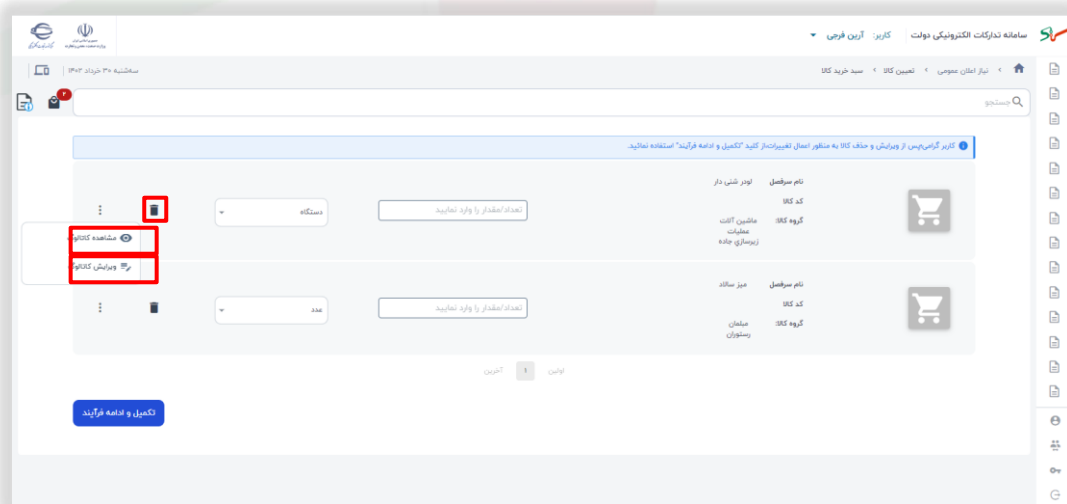 سامانه تدارکات الکترونیکی دولت
کاربر: آرین فرجی
نیاز اعلان عمومی › تعیین کالا › سبد خرید کالا
سه‌شنبه ۳۰ خرداد ۱۴۰۲
جستجو
۲
کاربر گرامی‌پس از ویرایش و حذف کالا به منظور اعمال تغییرات،از کلید "تکمیل و ادامه فرآیند" استفاده نمائید.
نام سرفصل لودر شنی دار
کد کالا
گروه کالا: ماشین آلات
عملیات
زیرسازي جاده
تعداد/مقدار را وارد نمایید
دستگاه
مشاهده کاتالوگ
ویرایش کاتالوگ
نام سرفصل میز سالاد
کد کالا
گروه کالا: مبلمان
رستوران
تعداد/مقدار را وارد نمایید
عدد
اولین 1 آخرین
تکمیل و ادامه فرآیند